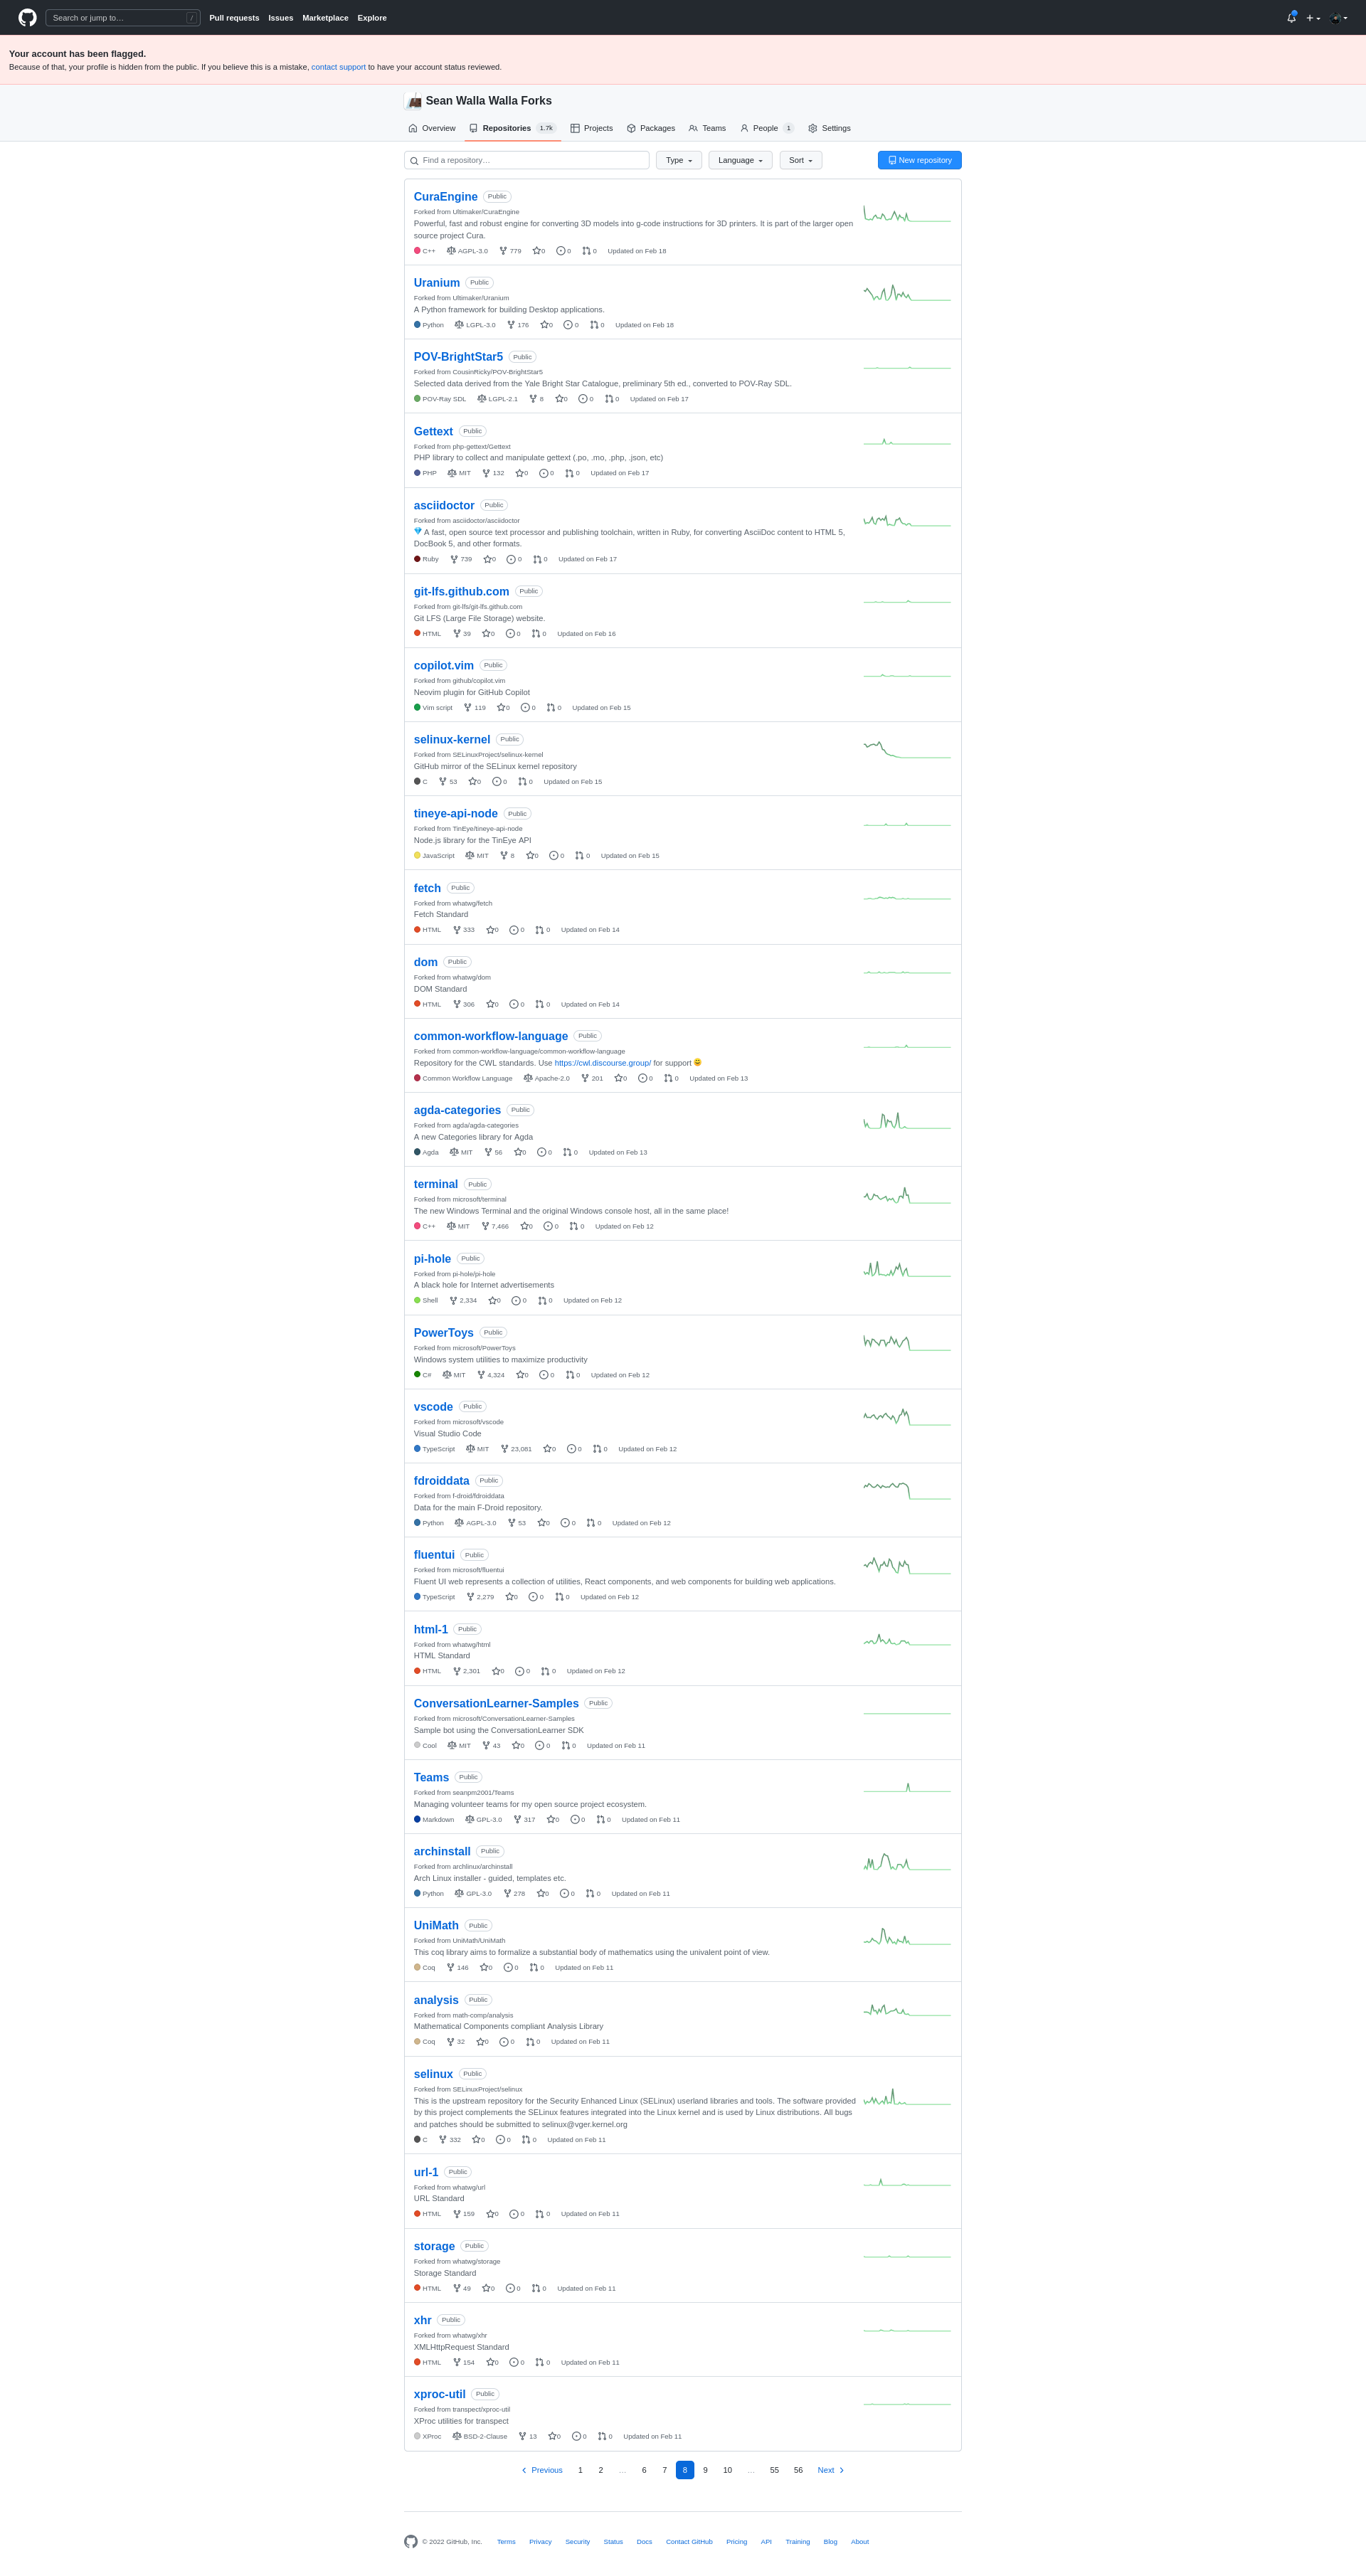 Search or jump to… /
Pull requests Issues Marketplace Explore
Your account has been flagged.
Because of that, your profile is hidden from the public. If you believe this is a mistake, contact support to have your account status reviewed.
Sean Walla Walla Forks
Overview Repositories 1.7k Projects Packages Teams People 1 Settings
Find a repository… Type Language Sort New repository
CuraEngine Public
Forked from Ultimaker/CuraEngine
Powerful, fast and robust engine for converting 3D models into g-code instructions for 3D printers. It is part of the larger open
source project Cura.
C++ AGPL-3.0 779 0 0 0 Updated on Feb 18
Uranium Public
Forked from Ultimaker/Uranium
A Python framework for building Desktop applications.
Python LGPL-3.0 176 0 0 0 Updated on Feb 18
POV-BrightStar5 Public
Forked from CousinRicky/POV-BrightStar5
Selected data derived from the Yale Bright Star Catalogue, preliminary 5th ed., converted to POV-Ray SDL.
POV-Ray SDL LGPL-2.1 8 0 0 0 Updated on Feb 17
Gettext Public
Forked from php-gettext/Gettext
PHP library to collect and manipulate gettext (.po, .mo, .php, .json, etc)
PHP MIT 132 0 0 0 Updated on Feb 17
asciidoctor Public
Forked from asciidoctor/asciidoctor
💎 A fast, open source text processor and publishing toolchain, written in Ruby, for converting AsciiDoc content to HTML 5,
DocBook 5, and other formats.
Ruby 739 0 0 0 Updated on Feb 17
git-lfs.github.com Public
Forked from git-lfs/git-lfs.github.com
Git LFS (Large File Storage) website.
HTML 39 0 0 0 Updated on Feb 16
copilot.vim Public
Forked from github/copilot.vim
Neovim plugin for GitHub Copilot
Vim script 119 0 0 0 Updated on Feb 15
selinux-kernel Public
Forked from SELinuxProject/selinux-kernel
GitHub mirror of the SELinux kernel repository
C 53 0 0 0 Updated on Feb 15
tineye-api-node Public
Forked from TinEye/tineye-api-node
Node.js library for the TinEye API
JavaScript MIT 8 0 0 0 Updated on Feb 15
fetch Public
Forked from whatwg/fetch
Fetch Standard
HTML 333 0 0 0 Updated on Feb 14
dom Public
Forked from whatwg/dom
DOM Standard
HTML 306 0 0 0 Updated on Feb 14
common-workflow-language Public
Forked from common-workflow-language/common-workflow-language
Repository for the CWL standards. Use https://cwl.discourse.group/ for support 😃
Common Workflow Language Apache-2.0 201 0 0 0 Updated on Feb 13
agda-categories Public
Forked from agda/agda-categories
A new Categories library for Agda
Agda MIT 56 0 0 0 Updated on Feb 13
terminal Public
Forked from microsoft/terminal
The new Windows Terminal and the original Windows console host, all in the same place!
C++ MIT 7,466 0 0 0 Updated on Feb 12
pi-hole Public
Forked from pi-hole/pi-hole
A black hole for Internet advertisements
Shell 2,334 0 0 0 Updated on Feb 12
PowerToys Public
Forked from microsoft/PowerToys
Windows system utilities to maximize productivity
C# MIT 4,324 0 0 0 Updated on Feb 12
vscode Public
Forked from microsoft/vscode
Visual Studio Code
TypeScript MIT 23,081 0 0 0 Updated on Feb 12
fdroiddata Public
Forked from f-droid/fdroiddata
Data for the main F-Droid repository.
Python AGPL-3.0 53 0 0 0 Updated on Feb 12
fluentui Public
Forked from microsoft/fluentui
Fluent UI web represents a collection of utilities, React components, and web components for building web applications.
TypeScript 2,279 0 0 0 Updated on Feb 12
html-1 Public
Forked from whatwg/html
HTML Standard
HTML 2,301 0 0 0 Updated on Feb 12
ConversationLearner-Samples Public
Forked from microsoft/ConversationLearner-Samples
Sample bot using the ConversationLearner SDK
Cool MIT 43 0 0 0 Updated on Feb 11
Teams Public
Forked from seanpm2001/Teams
Managing volunteer teams for my open source project ecosystem.
Markdown GPL-3.0 317 0 0 0 Updated on Feb 11
archinstall Public
Forked from archlinux/archinstall
Arch Linux installer - guided, templates etc.
Python GPL-3.0 278 0 0 0 Updated on Feb 11
UniMath Public
Forked from UniMath/UniMath
This coq library aims to formalize a substantial body of mathematics using the univalent point of view.
Coq 146 0 0 0 Updated on Feb 11
analysis Public
Forked from math-comp/analysis
Mathematical Components compliant Analysis Library
Coq 32 0 0 0 Updated on Feb 11
selinux Public
Forked from SELinuxProject/selinux
This is the upstream repository for the Security Enhanced Linux (SELinux) userland libraries and tools. The software provided
by this project complements the SELinux features integrated into the Linux kernel and is used by Linux distributions. All bugs
and patches should be submitted to selinux@vger.kernel.org
C 332 0 0 0 Updated on Feb 11
url-1 Public
Forked from whatwg/url
URL Standard
HTML 159 0 0 0 Updated on Feb 11
storage Public
Forked from whatwg/storage
Storage Standard
HTML 49 0 0 0 Updated on Feb 11
xhr Public
Forked from whatwg/xhr
XMLHttpRequest Standard
HTML 154 0 0 0 Updated on Feb 11
xproc-util Public
Forked from transpect/xproc-util
XProc utilities for transpect
XProc BSD-2-Clause 13 0 0 0 Updated on Feb 11
Previous 1 2 … 6 7 8 9 10 … 55 56 Next
© 2022 GitHub, Inc. Terms Privacy Security Status Docs Contact GitHub Pricing API Training Blog About